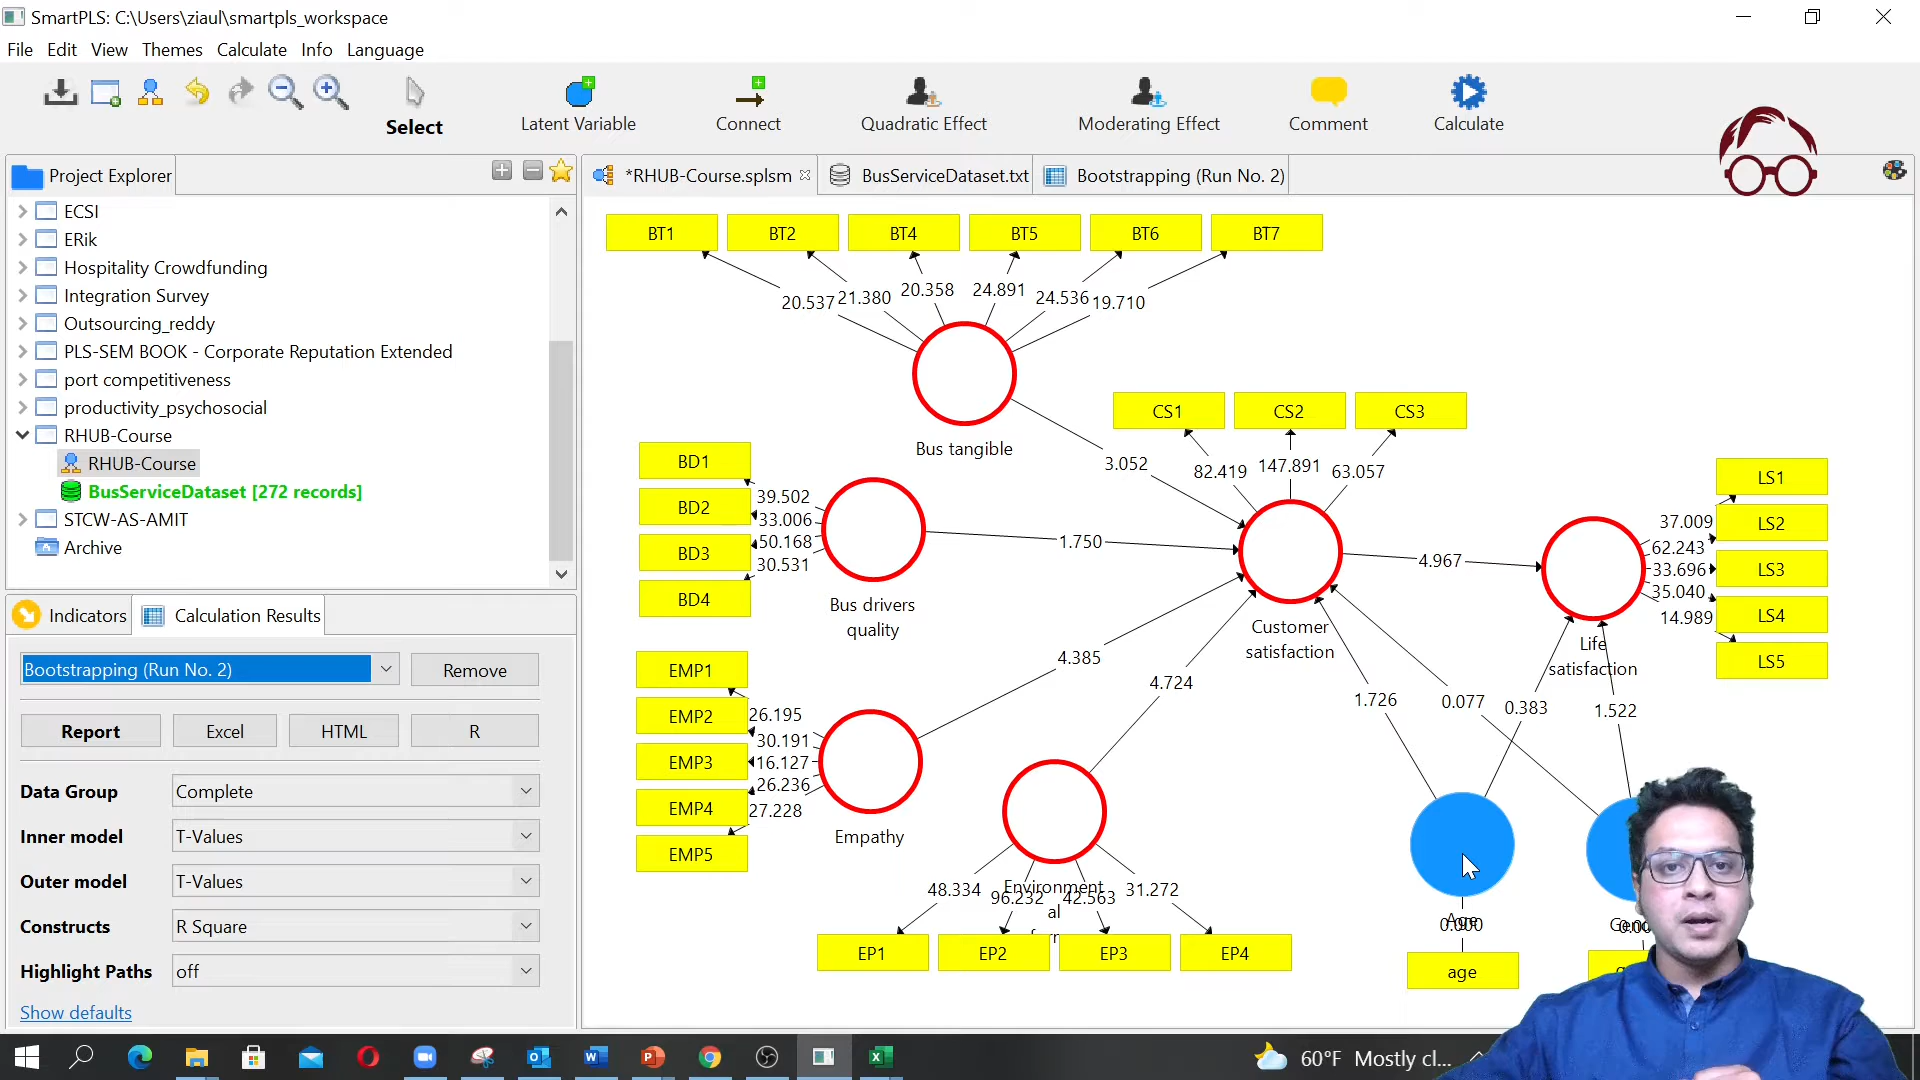 SmartPLS: C:\Users\ziaul\smartpls_workspace
File Edit View Themes Calculate Info Language
Select
Latent Variable
Connect
Quadratic Effect
Moderating Effect
Comment
Calculate
Project Explorer
*RHUB-Course.splsm
BusServiceDataset.txt
Bootstrapping (Run No. 2)
ECSI
ERik
Hospitality Crowdfunding
Integration Survey
Outsourcing_reddy
PLS-SEM BOOK - Corporate Reputation Extended
port competitiveness
productivity_psychosocial
RHUB-Course
RHUB-Course
BusServiceDataset [272 records]
STCW-AS-AMIT
Archive
Indicators
Calculation Results
Bootstrapping (Run No. 2)
Remove
Report
Excel
HTML
R
Data Group Complete
Inner model T-Values
Outer model T-Values
Constructs R Square
Highlight Paths off
Show defaults
BT1 BT2 BT4 BT5 BT6 BT7
20.537 21.380 20.358 24.891 24.536 19.710
Bus tangible
3.052
CS1 CS2 CS3
82.419 147.891 63.057
BD1
BD2
BD3
BD4
39.502
33.006
50.168
30.531
Bus drivers
quality
1.750
Customer
satisfaction
4.967
LS1
LS2
LS3
LS4
LS5
37.009
62.243
33.696
35.040
14.989
Life
satisfaction
EMP1
EMP2
EMP3
EMP4
EMP5
26.195
30.191
16.127
26.236
27.228
Empathy
4.385
4.724
1.726
0.077
0.383
1.522
Environment
al
48.334 96.232 42.563 31.272
EP1 EP2 EP3 EP4
Age
0.000
age
60°F Mostly cl...